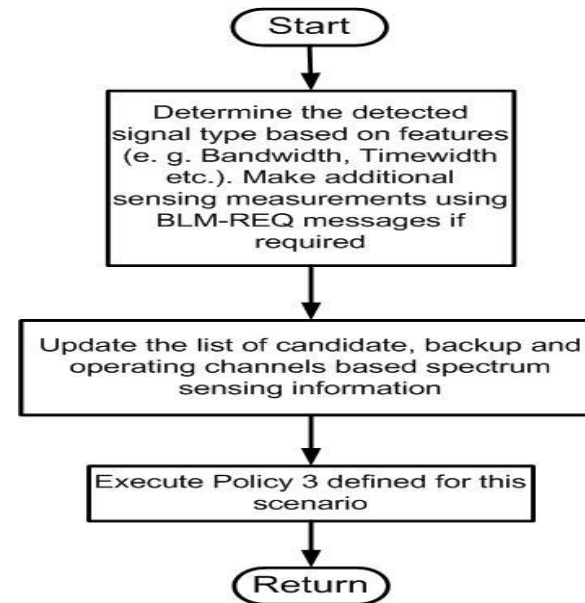 Start
Determine the detected
signal type based on features
(e. g. Bandwidth, Timewidth
etc.). Make additional
sensing measurements using
BLM-REQ messages if
required
Update the list of candidate, backup and
operating channels based spectrum
sensing information
Execute Policy 3 defined for this
scenario
Return